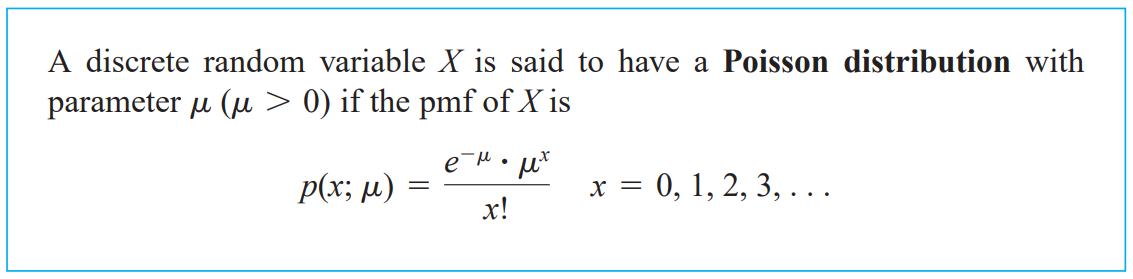 A discrete random variable X is said to have a Poisson distribution with
parameter μ (μ > 0) if the pmf of X is
p(x; μ) = e^{−μ} · μ^x / x!    x = 0, 1, 2, 3, . . .